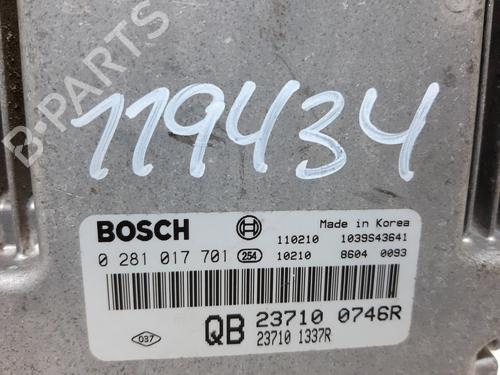 B-PARTS
119434
BOSCH Made in Korea
110210 1039S43641
0 281 017 701 254 10210 8604 0093
037 QB 23710 0746R
23710 1337R